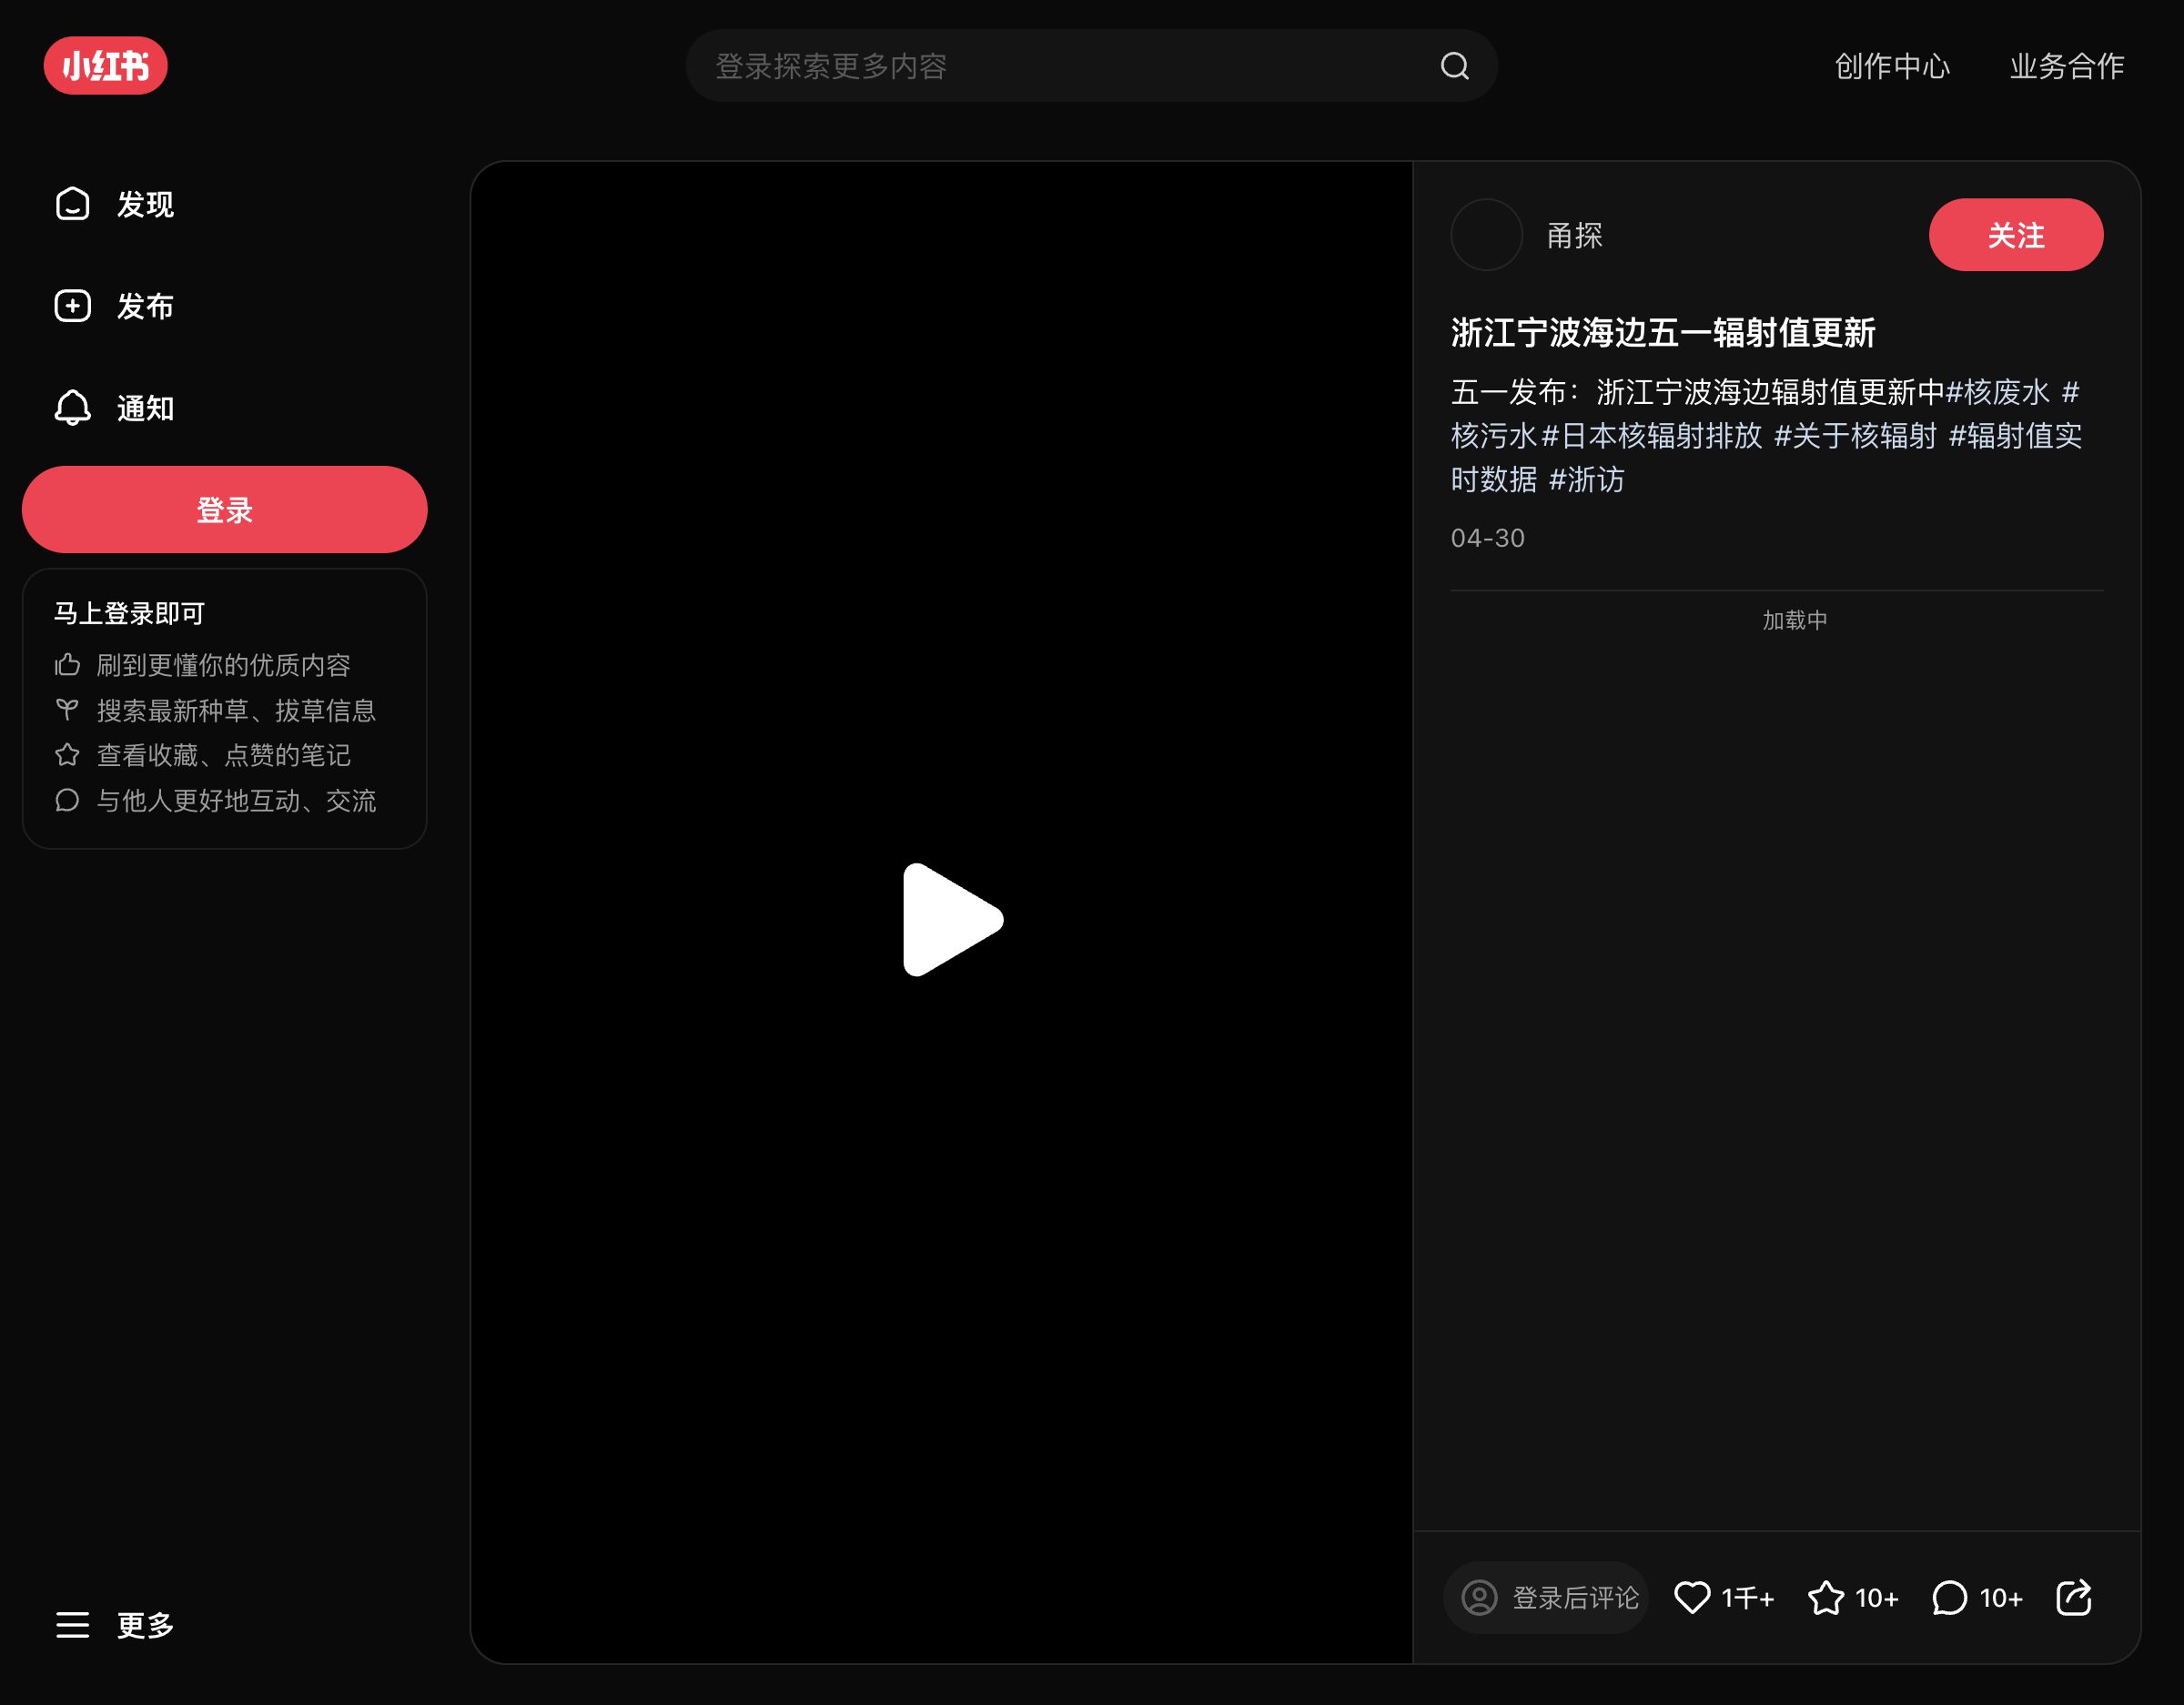 小红书
登录探索更多内容
创作中心
业务合作
发现
发布
通知
登录
马上登录即可
刷到更懂你的优质内容
搜索最新种草、拔草信息
查看收藏、点赞的笔记
与他人更好地互动、交流
更多
甬探
关注
浙江宁波海边五一辐射值更新
五一发布：浙江宁波海边辐射值更新中#核废水 #
核污水#日本核辐射排放 #关于核辐射 #辐射值实
时数据 #浙访
04-30
加载中
登录后评论
1千+
10+
10+